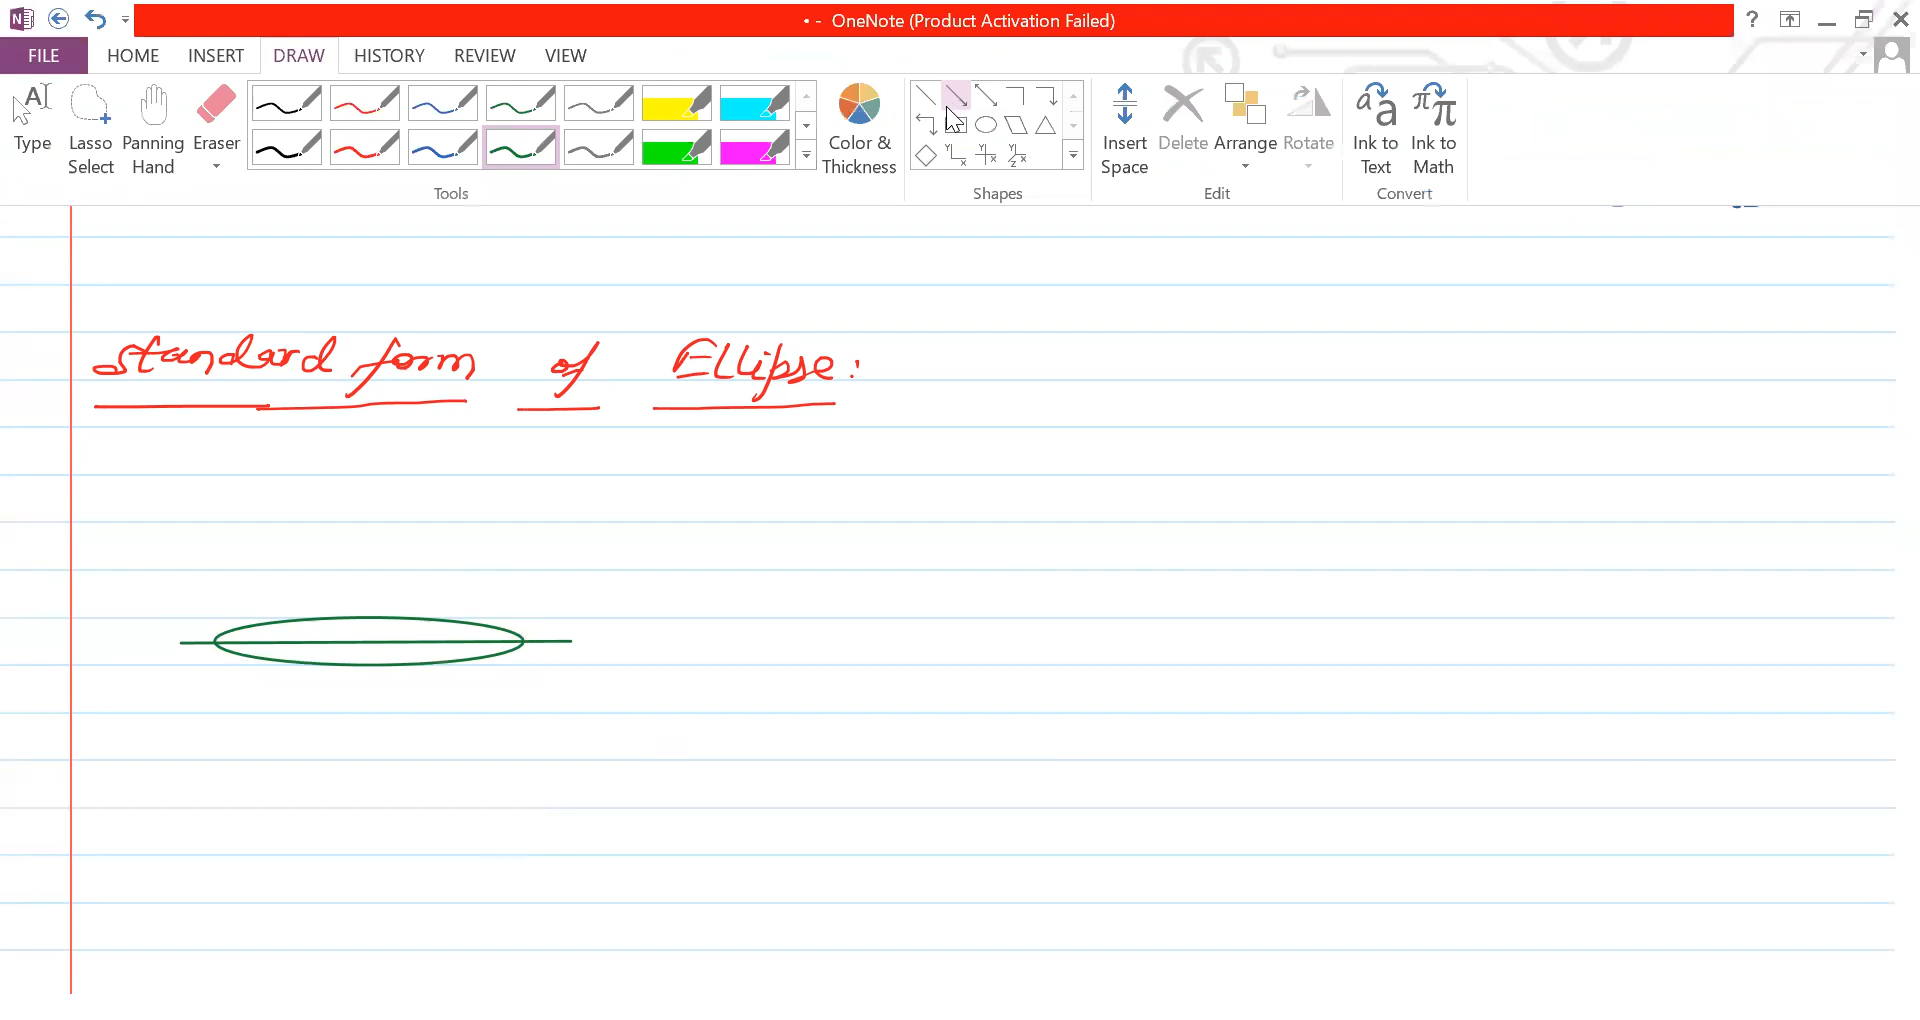 • - OneNote (Product Activation Failed) ?
FILE HOME INSERT DRAW HISTORY REVIEW VIEW
Type
Lasso
Select
Panning
Hand
Eraser
Color &
Thickness
Insert
Space
Delete
Arrange
Rotate
Ink to
Text
Ink to
Math
Tools Shapes Edit Convert
Standard form of Ellipse: